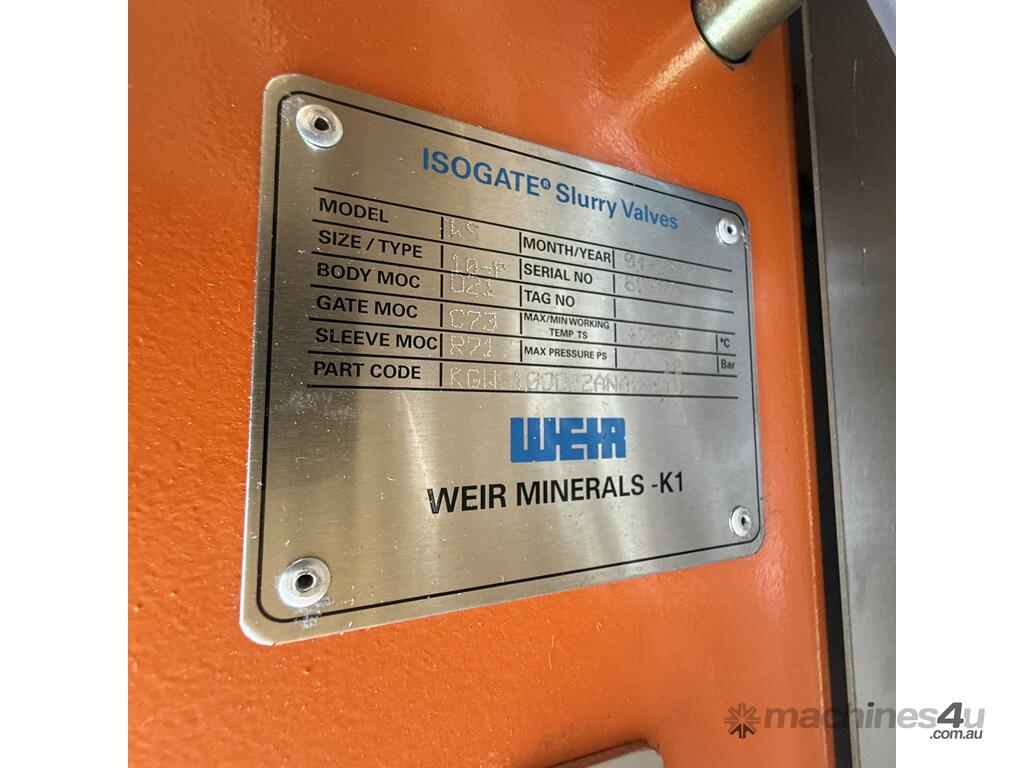 ISOGATE® Slurry Valves
MODEL WS MONTH/YEAR
SIZE / TYPE SERIAL NO
BODY MOC U21 TAG NO
GATE MOC C73 MAX/MIN WORKING TEMP TS °C
SLEEVE MOC R71 MAX PRESSURE PS 10 Bar
PART CODE
WEIR
WEIR MINERALS -K1
machines4u
.com.au